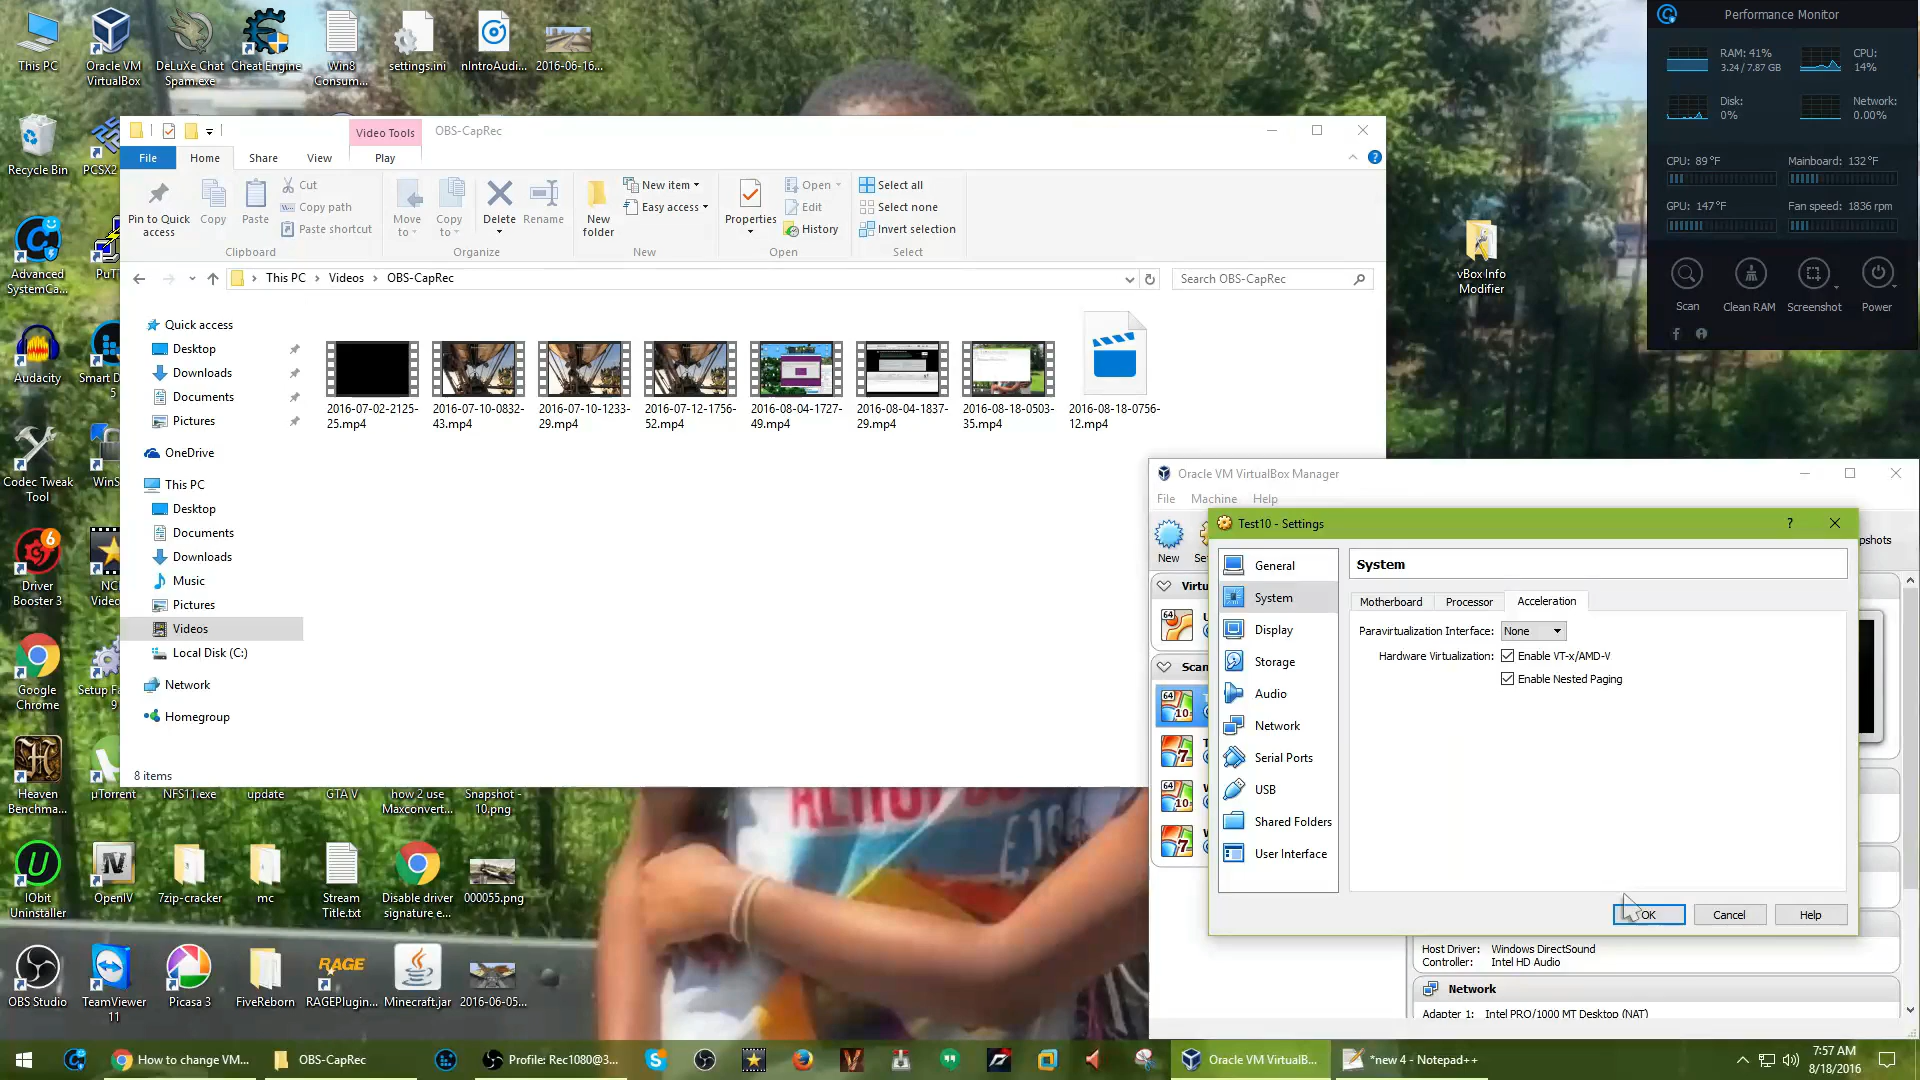 This PC
Oracle VM
VirtualBox
DeLuxe Chat
Spam.exe
Cheat Engine
Win8
Consum...
settings.ini
nIntroAudi...
2016-06-16...
Recycle Bin
PCSX2
Advanced
SystemCa...
PuT
Audacity
Smart D
5
Codec Tweak
Tool
WinS
Driver
Booster 3
NC
Video
Google
Chrome
Setup Fa
9
Heaven
Benchma...
µTorrent
NFS11.exe
update
GTA V
how 2 use
Maxconvert...
Snapshot -
10.png
IObit
Uninstaller
OpenIV
7zip-cracker
mc
Stream
Title.txt
Disable driver
signature e...
000055.png
OBS Studio
TeamViewer
11
Picasa 3
FiveReborn
RAGE
RAGEPlugin...
Minecraft.jar
2016-06-05...
vBox Info
Modifier
Video Tools
OBS-CapRec
File
Home
Share
View
Play
Pin to Quick
access
Copy
Paste
Cut
Copy path
Paste shortcut
Clipboard
Move
to
Copy
to
Delete
Rename
Organize
New
folder
New item
Easy access
New
Properties
Open
Edit
History
Open
Select all
Select none
Invert selection
Select
This PC
Videos
OBS-CapRec
Search OBS-CapRec
Quick access
Desktop
Downloads
Documents
Pictures
OneDrive
This PC
Desktop
Documents
Downloads
Music
Pictures
Videos
Local Disk (C:)
Network
Homegroup
2016-07-02-2125-
25.mp4
2016-07-10-0832-
43.mp4
2016-07-10-1233-
29.mp4
2016-07-12-1756-
52.mp4
2016-08-04-1727-
49.mp4
2016-08-04-1837-
29.mp4
2016-08-18-0503-
35.mp4
2016-08-18-0756-
12.mp4
8 items
Performance Monitor
RAM: 41%
3.24 / 7.87 GB
CPU:
14%
Disk:
0%
Network:
0.00%
CPU: 89 °F
Mainboard: 132 °F
GPU: 147 °F
Fan speed: 1836 rpm
Scan
Clean RAM
Screenshot
Power
Oracle VM VirtualBox Manager
File
Machine
Help
New
Se
pshots
Virtu
Scan
Test10 - Settings
General
System
Display
Storage
Audio
Network
Serial Ports
USB
Shared Folders
User Interface
System
Motherboard
Processor
Acceleration
Paravirtualization Interface:
None
Hardware Virtualization:
Enable VT-x/AMD-V
Enable Nested Paging
OK
Cancel
Help
Host Driver:
Windows DirectSound
Controller:
Intel HD Audio
Network
Adapter 1:
Intel PRO/1000 MT Desktop (NAT)
How to change VM...
OBS-CapRec
Profile: Rec1080@3...
Oracle VM VirtualB...
*new 4 - Notepad++
7:57 AM
8/18/2016